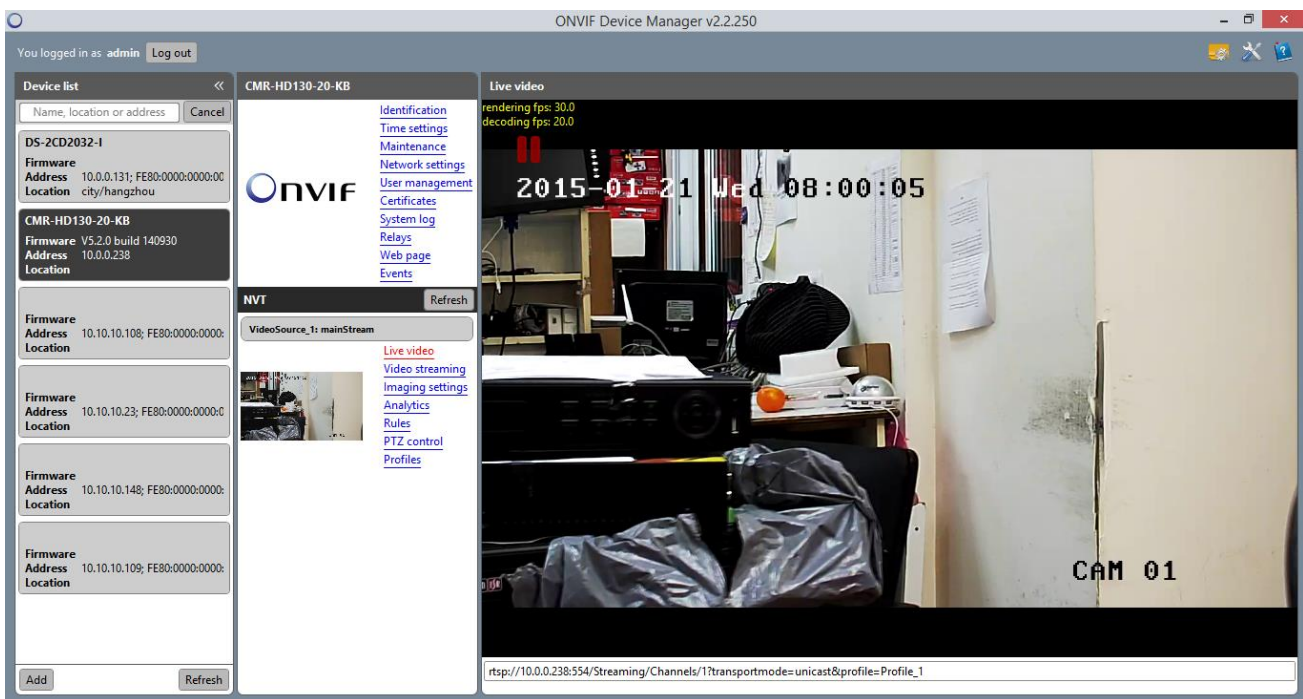 ONVIF Device Manager v2.2.250
You logged in as admin Log out
Device list
Name, location or address Cancel
DS-2CD2032-I
Firmware
Address 10.0.0.131; FE80:0000:0000:00
Location city/hangzhou
CMR-HD130-20-KB
Firmware V5.2.0 build 140930
Address 10.0.0.238
Location
Firmware
Address 10.10.10.108; FE80:0000:0000:
Location
Firmware
Address 10.10.10.23; FE80:0000:0000:0
Location
Firmware
Address 10.10.10.148; FE80:0000:0000:
Location
Firmware
Address 10.10.10.109; FE80:0000:0000:
Location
Add Refresh
CMR-HD130-20-KB
ONVIF
Identification
Time settings
Maintenance
Network settings
User management
Certificates
System log
Relays
Web page
Events
NVT Refresh
VideoSource_1: mainStream
Live video
Video streaming
Imaging settings
Analytics
Rules
PTZ control
Profiles
Live video
rendering fps: 30.0
decoding fps: 20.0
2015-01-21 Wed 08:00:05
CAM 01
rtsp://10.0.0.238:554/Streaming/Channels/1?transportmode=unicast&profile=Profile_1